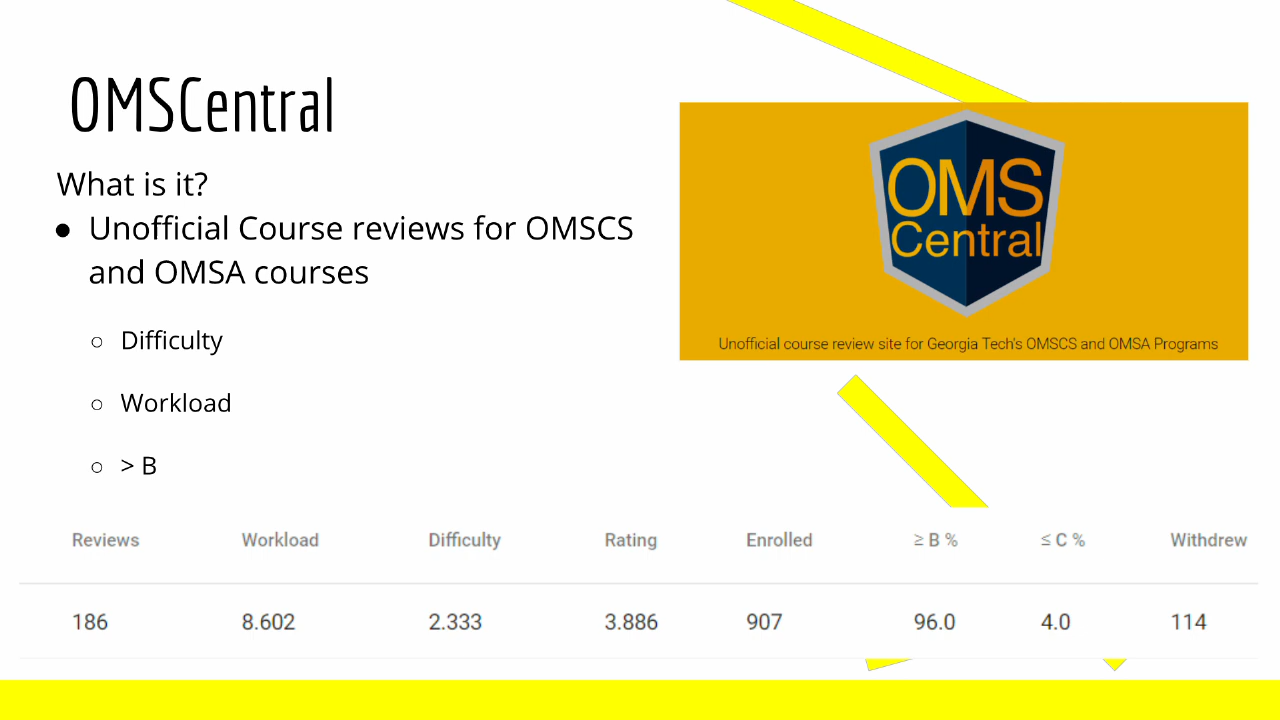 OMSCentral
What is it?
● Unofficial Course reviews for OMSCS
and OMSA courses
○ Difficulty
○ Workload
○ > B
OMS
Central
Unofficial course review site for Georgia Tech's OMSCS and OMSA Programs
Reviews Workload Difficulty Rating Enrolled ≥ B % ≤ C % Withdrew
186 8.602 2.333 3.886 907 96.0 4.0 114